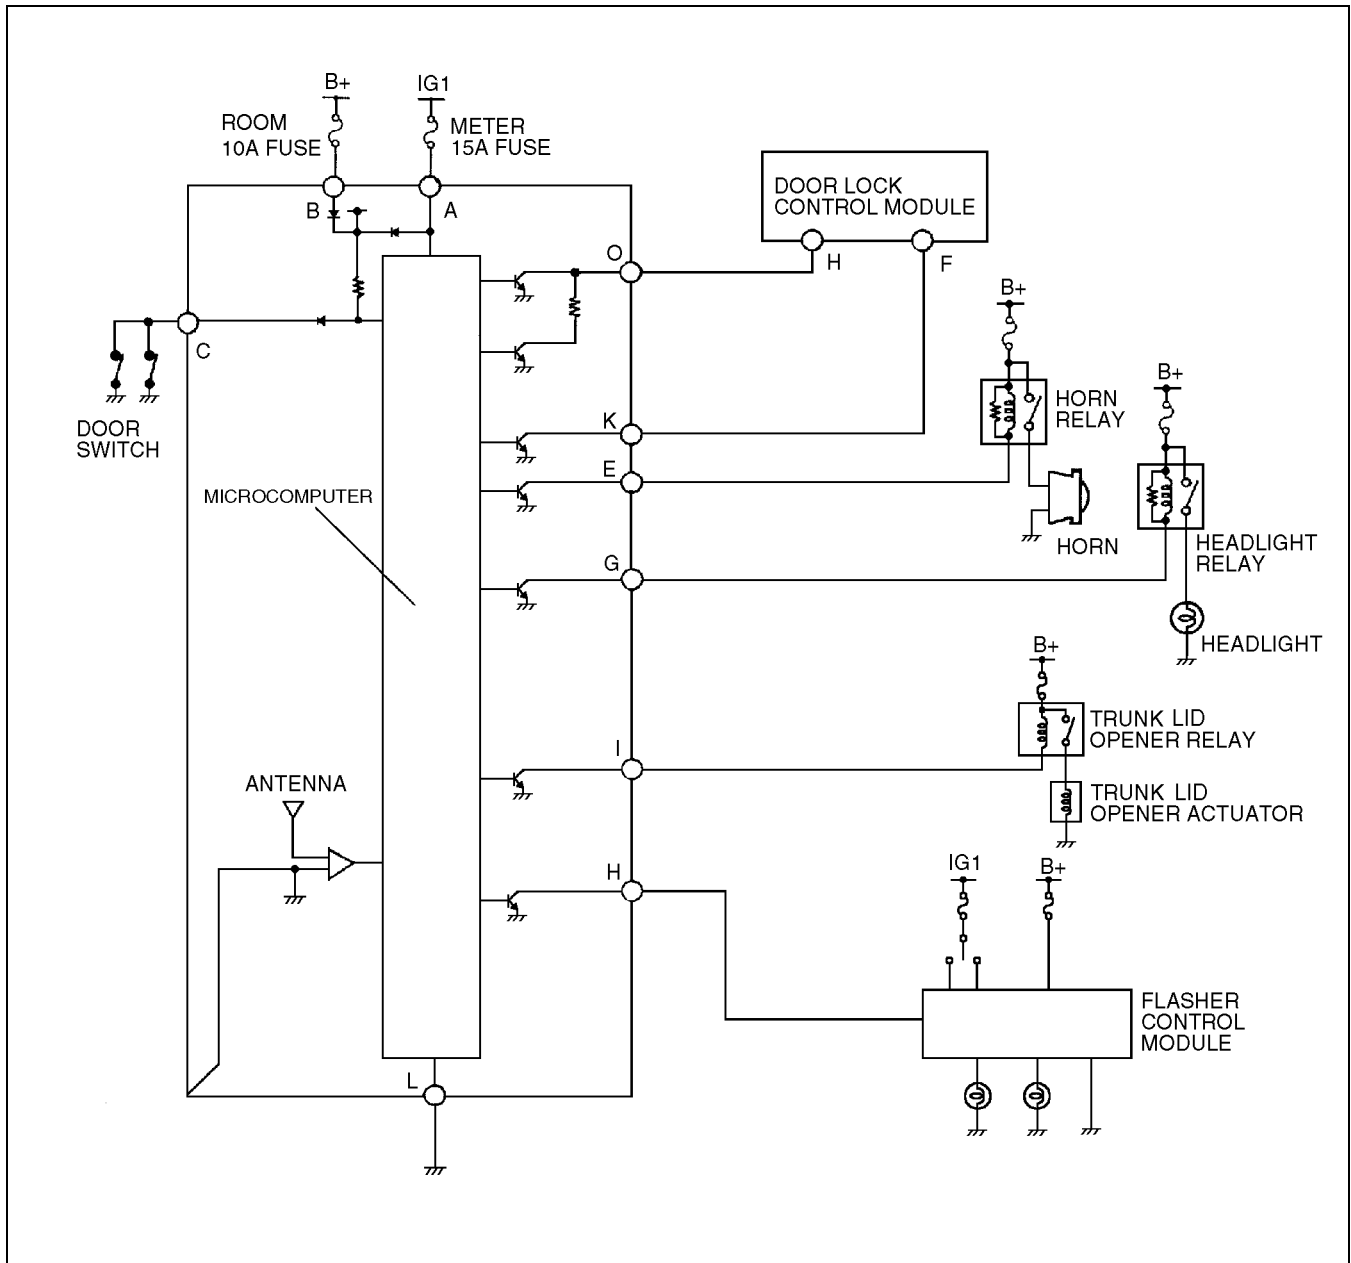 B+
IG1
ROOM
10A FUSE
METER
15A FUSE
B
A
DOOR LOCK
CONTROL MODULE
H
F
O
C
DOOR
SWITCH
B+
HORN
RELAY
B+
K
E
MICROCOMPUTER
HORN
HEADLIGHT
RELAY
G
HEADLIGHT
B+
TRUNK LID
OPENER RELAY
I
ANTENNA
TRUNK LID
OPENER ACTUATOR
H
IG1
B+
FLASHER
CONTROL
MODULE
L